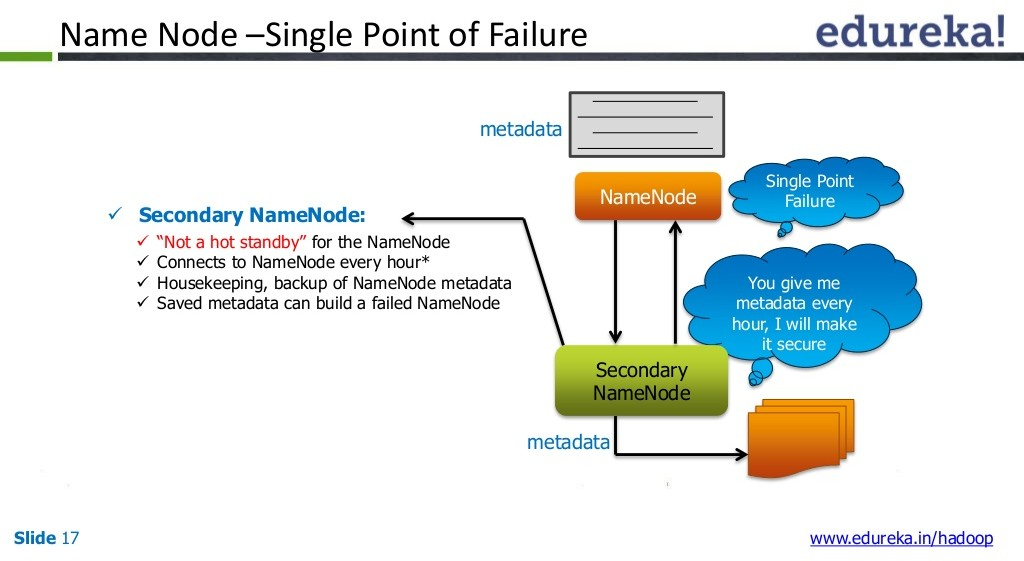 Name Node –Single Point of Failure
edureka!
metadata
NameNode
Single Point
Failure
✓ Secondary NameNode:
✓ “Not a hot standby” for the NameNode
✓ Connects to NameNode every hour*
✓ Housekeeping, backup of NameNode metadata
✓ Saved metadata can build a failed NameNode
You give me
metadata every
hour, I will make
it secure
Secondary
NameNode
metadata
Slide 17
www.edureka.in/hadoop